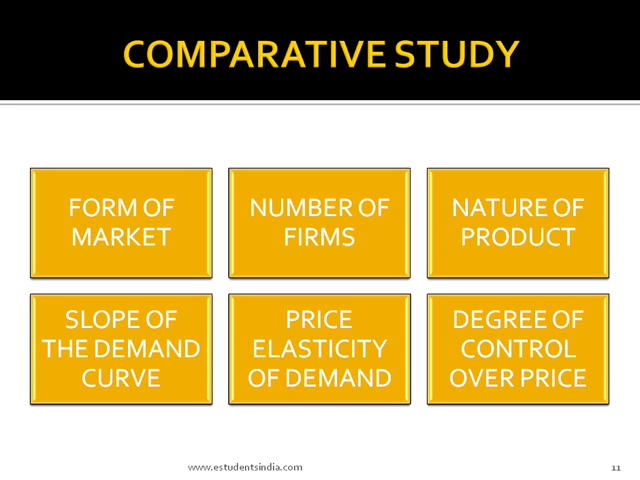 COMPARATIVE STUDY
FORM OF
MARKET
NUMBER OF
FIRMS
NATURE OF
PRODUCT
SLOPE OF
THE DEMAND
CURVE
PRICE
ELASTICITY
OF DEMAND
DEGREE OF
CONTROL
OVER PRICE
www.estudentsindia.com
11